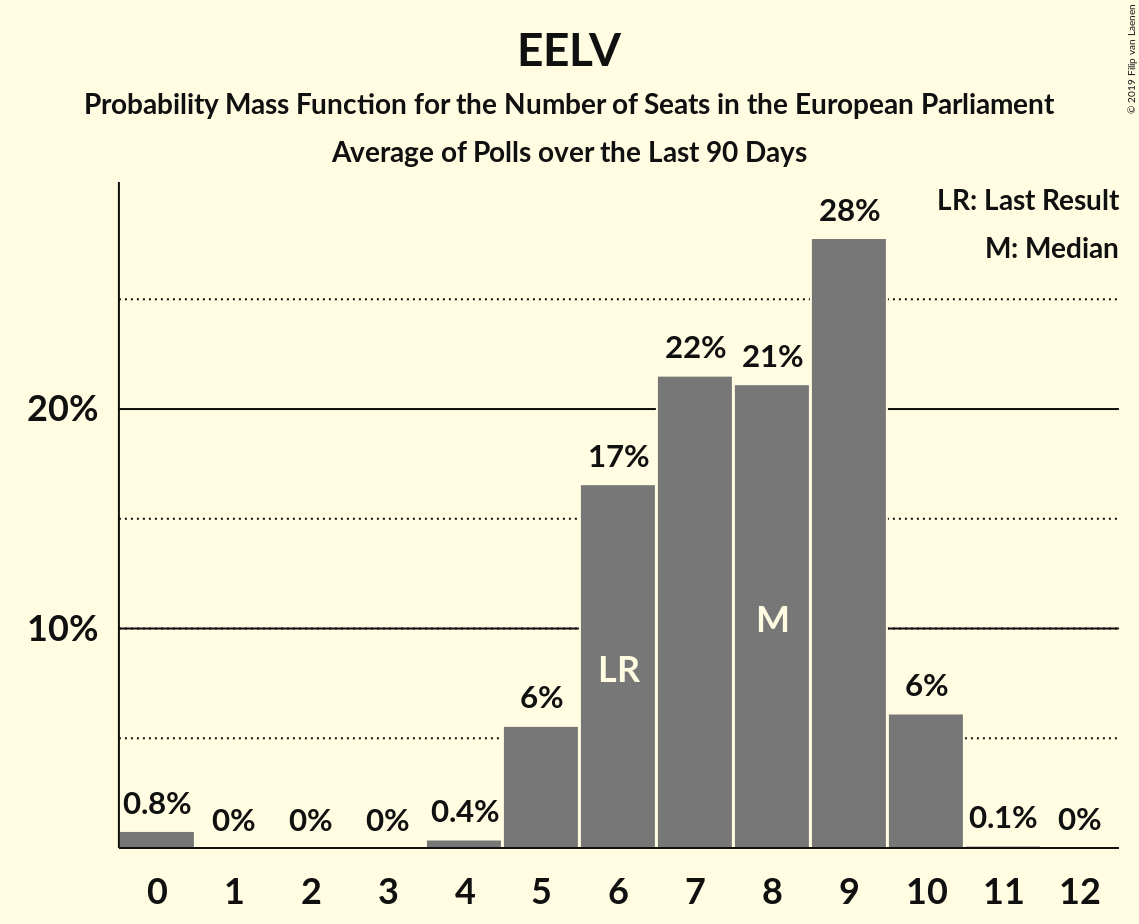 EELV
Probability Mass Function for the Number of Seats in the European Parliament
Average of Polls over the Last 90 Days
© 2019 Filip van Laenen
LR: Last Result
M: Median
28%
22%
21%
20%
17%
10%
M
LR
6%
6%
0.8%
0%
0%
0%
0.4%
0.1%
0%
0 1 2 3 4 5 6 7 8 9 10 11 12